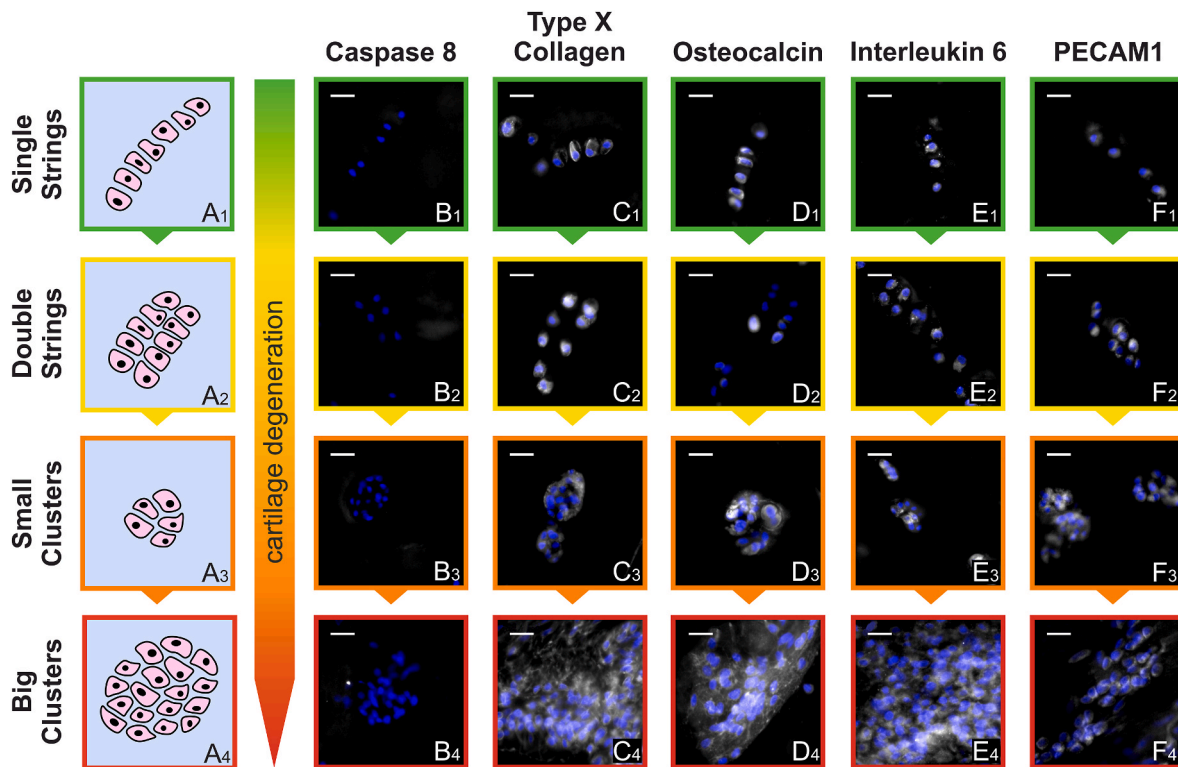 Caspase 8
Type X
Collagen
Osteocalcin
Interleukin 6
PECAM1
Single
Strings
A1
B1
C1
D1
E1
F1
Double
Strings
A2
B2
C2
D2
E2
F2
cartilage degeneration
Small
Clusters
A3
B3
C3
D3
E3
F3
Big
Clusters
A4
B4
C4
D4
E4
F4